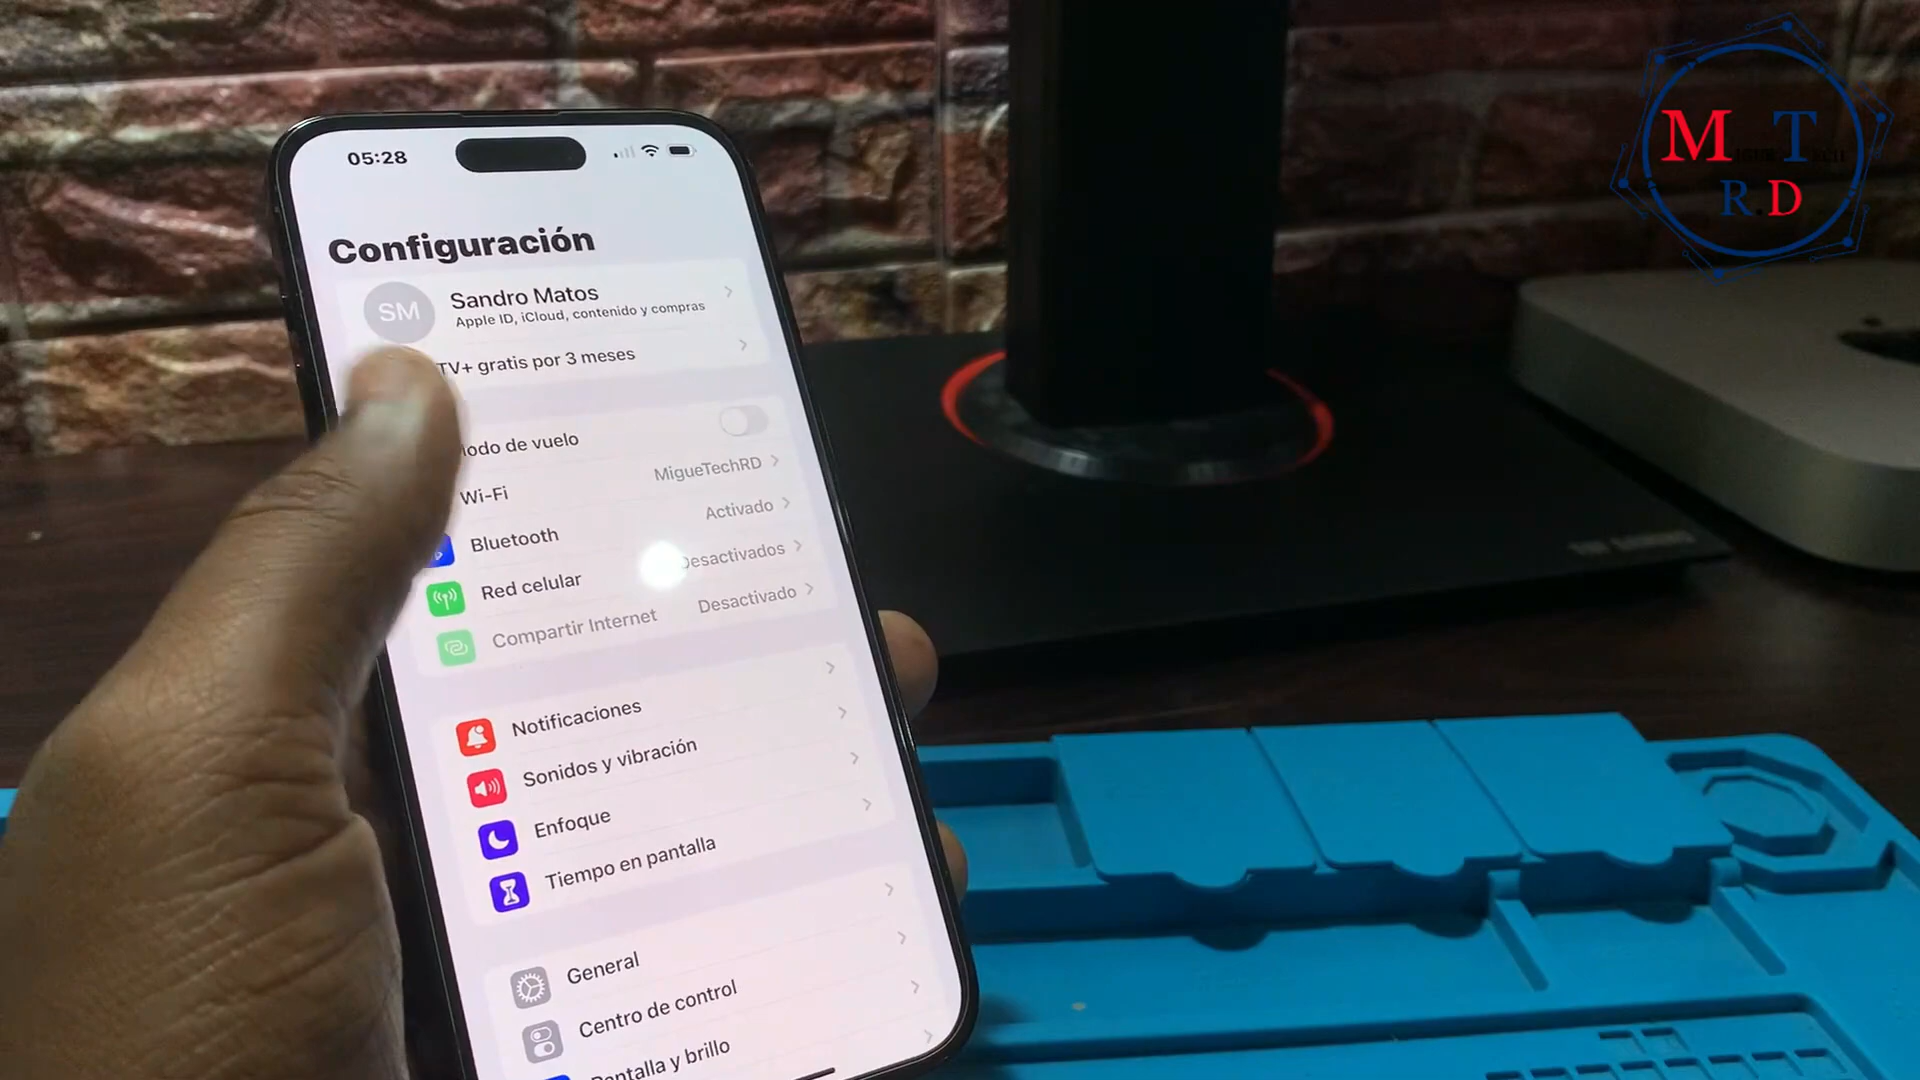 05:28
Configuración
SM
Sandro Matos
Apple ID, iCloud, contenido y compras
TV+ gratis por 3 meses
odo de vuelo
Wi-Fi
MigueTechRD
Bluetooth
Activado
Red celular
Desactivados
Compartir Internet
Desactivado
Notificaciones
Sonidos y vibración
Enfoque
Tiempo en pantalla
General
Centro de control
Pantalla y brillo
M T
R.D